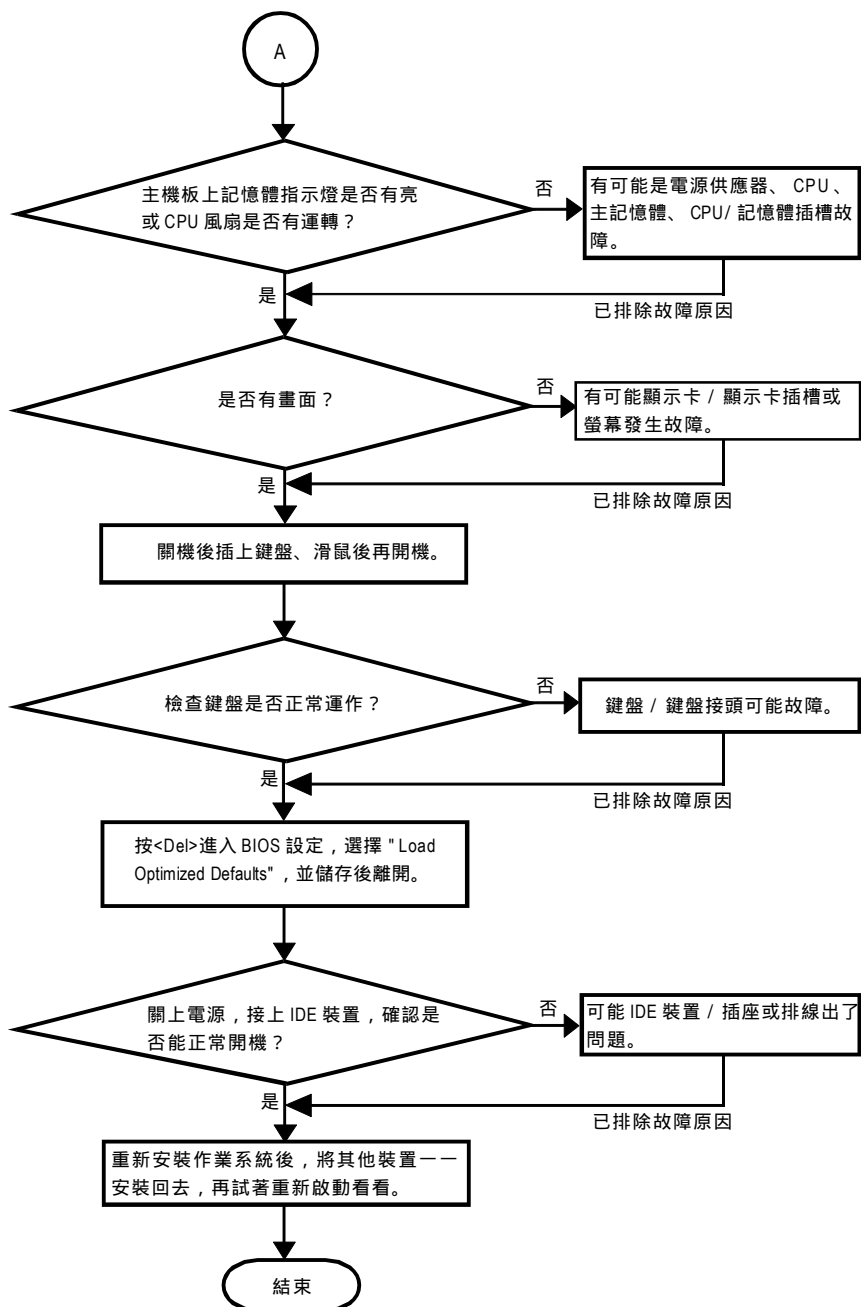 A
主機板上記憶體指示燈是否有亮
或 CPU 風扇是否有運轉？
否
有可能是電源供應器、 CPU 、
主記憶體、 CPU/ 記憶體插槽故
障。
是
已排除故障原因
是否有畫面？
否
有可能顯示卡 / 顯示卡插槽或
螢幕發生故障。
是
已排除故障原因
關機後插上鍵盤、滑鼠後再開機。
檢查鍵盤是否正常運作？
否
鍵盤 / 鍵盤接頭可能故障。
是
已排除故障原因
按<Del>進入 BIOS 設定，選擇 "Load
Optimized Defaults"，並儲存後離開。
關上電源，接上 IDE 裝置，確認是
否能正常開機？
否
可能 IDE 裝置 / 插座或排線出了
問題。
是
已排除故障原因
重新安裝作業系統後，將其他裝置一一
安裝回去，再試著重新啟動看看。
結束